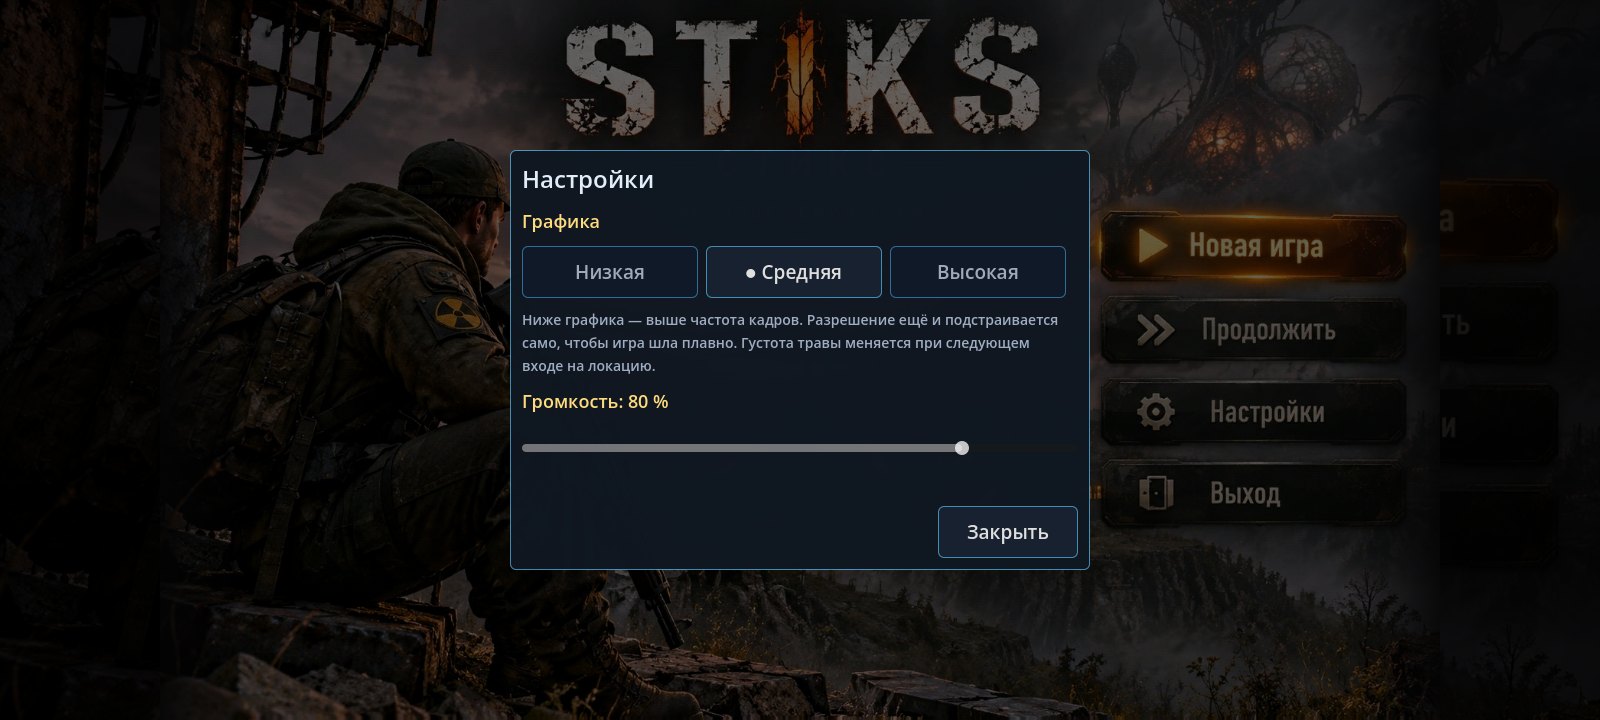 STIKS
Настройки
Графика
Низкая
● Средняя
Высокая
Ниже графика — выше частота кадров. Разрешение ещё и подстраивается
само, чтобы игра шла плавно. Густота травы меняется при следующем
входе на локацию.
Громкость: 80 %
Закрыть
Новая игра
Продолжить
Настройки
Выход
а
ть
и